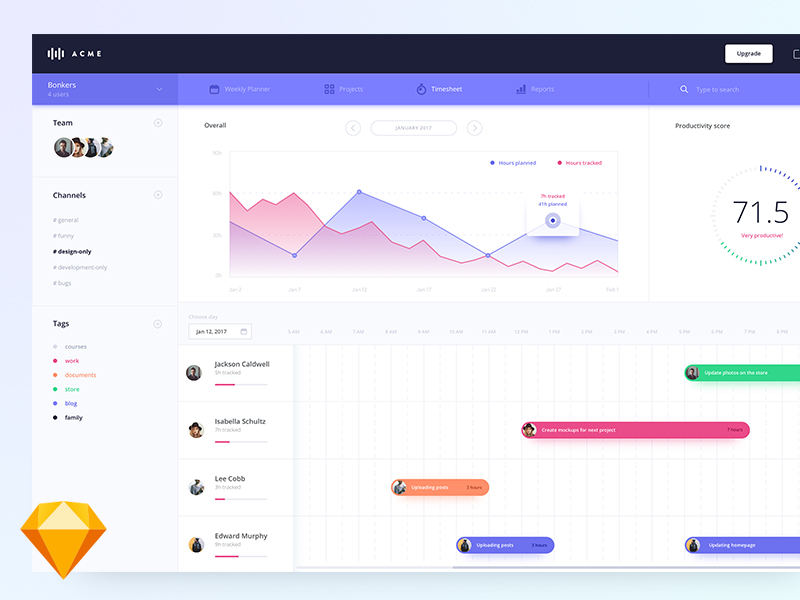 ACME
Upgrade
Bonkers
4 users
Weekly Planner
Projects
Timesheet
Reports
Type to search
Team
Channels
# general
# funny
# design-only
# development-only
# bugs
Tags
courses
work
documents
store
blog
family
Overall
JANUARY 2017
Hours planned
Hours tracked
7h tracked
41h planned
Jan 2
Jan 7
Jan 12
Jan 17
Jan 22
Jan 27
Feb 1
Productivity score
71.5
Very productive!
Choose day
Jan 12, 2017
5 AM 6 AM 7 AM 8 AM 9 AM 10 AM 11 AM 12 PM 1 PM 2 PM 3 PM 4 PM 5 PM 6 PM 7 PM 8 PM
Jackson Caldwell
5h tracked
Update photos on the store
Isabella Schultz
7h tracked
Create mockups for next project
7 hours
Lee Cobb
3h tracked
Uploading posts
3 hours
Edward Murphy
9h tracked
Uploading posts
3 hours
Updating homepage